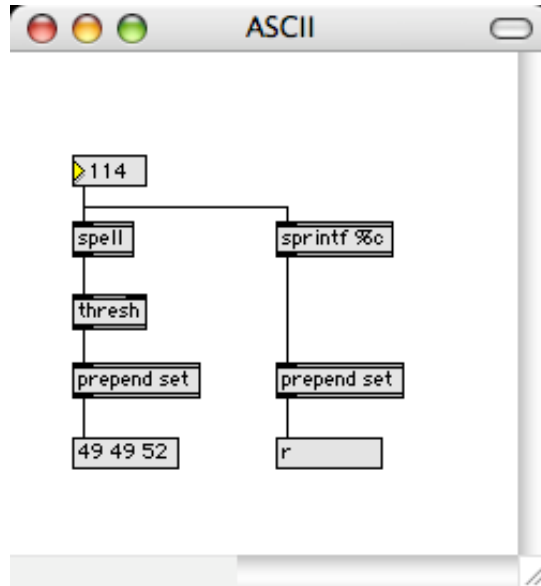 ASCII
114
spell
sprintf %c
thresh
prepend set
prepend set
49 49 52
r